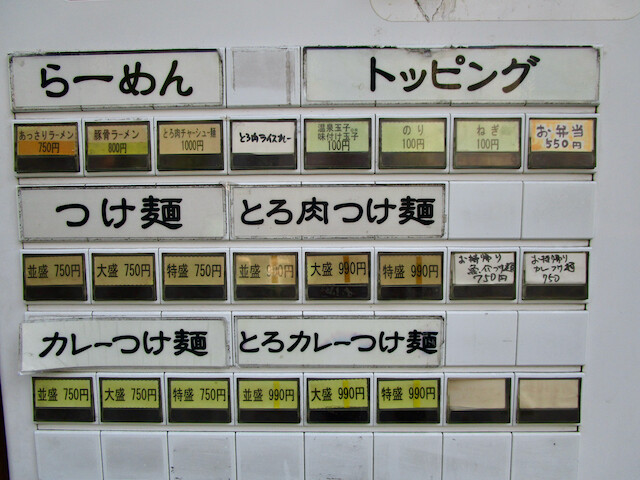 らーめん
トッピング
あっさりラーメン
750円
豚骨ラーメン
800円
とろ肉チャーシュー麺
1000円
とろ肉ライスカレー
温泉玉子
味付け玉子
100円
のり
100円
ねぎ
100円
お弁当
550円
つけ麺
とろ肉つけ麺
並盛 750円
大盛 750円
特盛 750円
並盛 990円
大盛 990円
特盛 990円
お持帰り
750円
お持帰り
カレーつけ麺
750
カレーつけ麺
とろカレーつけ麺
並盛 750円
大盛 750円
特盛 750円
並盛 990円
大盛 990円
特盛 990円